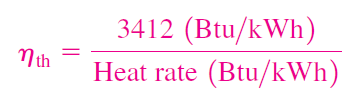 η_th = 3412 (Btu/kWh)
Heat rate (Btu/kWh)